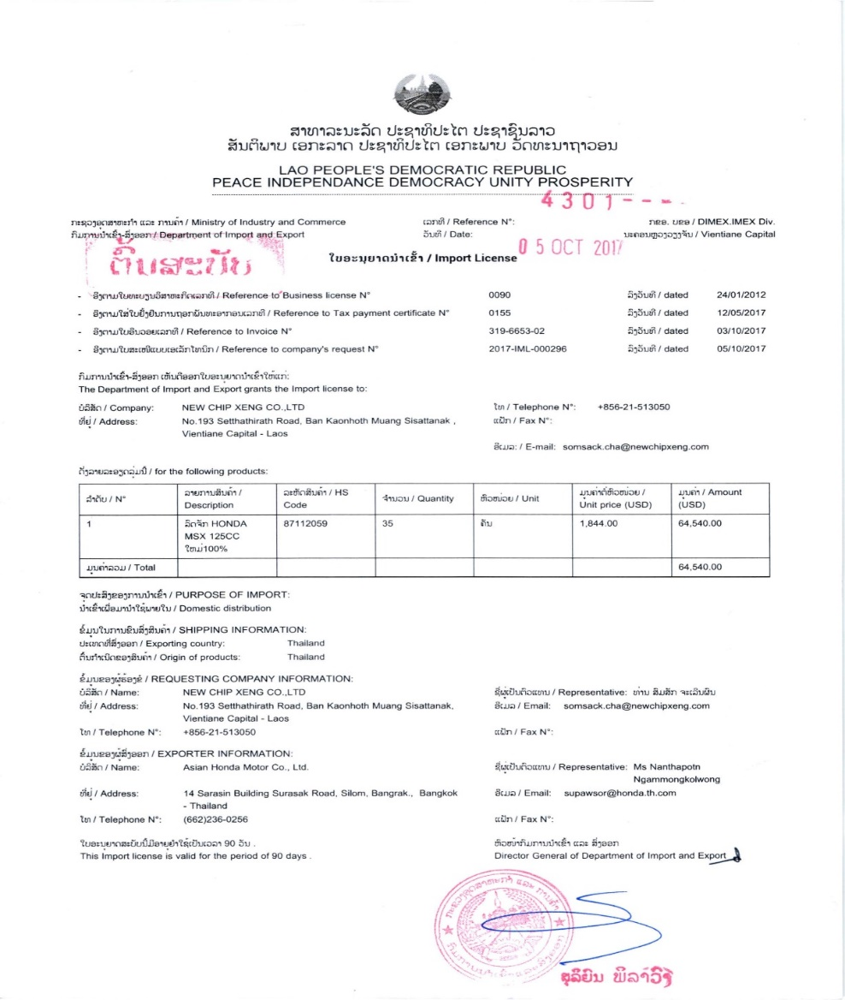 ສາທາລະນະລັດ ປະຊາທິປະໄຕ ປະຊາຊົນລາວ
ສັນຕິພາບ ເອກະລາດ ປະຊາທິປະໄຕ ເອກະພາບ ວັດທະນາຖາວອນ
LAO PEOPLE'S DEMOCRATIC REPUBLIC
PEACE INDEPENDANCE DEMOCRACY UNITY PROSPERITY
4301----
ກະຊວງອຸດສາຫະກຳ ແລະ ການຄ້າ / Ministry of Industry and Commerce ເລກທີ / Reference N°: ກຂອ. ບຂອ / DIMEX.IMEX Div.
ກົມການນຳເຂົ້າ-ສົ່ງອອກ / Department of Import and Export ວັນທີ / Date: ນະຄອນຫຼວງວຽງຈັນ / Vientiane Capital
05 OCT 2017
ຕົ້ນສະບັບ
ໃບອະນຸຍາດນຳເຂົ້າ / Import License
- ອີງຕາມໃບທະບຽນວິສາຫະກິດເລກທີ / Reference to Business license N° 0090 ລົງວັນທີ / dated 24/01/2012
- ອີງຕາມໃສ່ໃບຢັ້ງຢືນການຖອກພັນທະອາກອນເລກທີ / Reference to Tax payment certificate N° 0155 ລົງວັນທີ / dated 12/05/2017
- ອີງຕາມໃບອິນວອຍເລກທີ / Reference to Invoice N° 319-6653-02 ລົງວັນທີ / dated 03/10/2017
- ອີງຕາມໃບສະເໜີແບບເອເລັກໂທນິກ / Reference to company's request N° 2017-IML-000296 ລົງວັນທີ / dated 05/10/2017
ກົມການນຳເຂົ້າ-ສົ່ງອອກ ເຫັນດີອອກໃບອະນຸຍາດນຳເຂົ້າໃຫ້ແກ່:
The Department of Import and Export grants the Import license to:
ບໍລິສັດ / Company: NEW CHIP XENG CO.,LTD ໂທ / Telephone N°: +856-21-513050
ທີ່ຢູ່ / Address: No.193 Setthathirath Road, Ban Kaonhoth Muang Sisattanak , ແຟັກ / Fax N°:
Vientiane Capital - Laos
ອີເມລ: / E-mail: somsack.cha@newchipxeng.com
ດັ່ງລາຍລະອຽດລຸ່ມນີ້ / for the following products:
ລຳດັບ / N° ລາຍການສິນຄ້າ / Description ລະຫັດສິນຄ້າ / HS Code ຈຳນວນ / Quantity ຫົວໜ່ວຍ / Unit ມູນຄ່າຕໍ່ຫົວໜ່ວຍ / Unit price (USD) ມູນຄ່າ / Amount (USD)
1 ລົດຈັກ HONDA MSX 125CC ໃຫມ່100% 87112059 35 ຄັນ 1,844.00 64,540.00
ມູນຄ່າລວມ / Total 64,540.00
ຈຸດປະສົງຂອງການນຳເຂົ້າ / PURPOSE OF IMPORT:
ນຳເຂົ້າເພື່ອມານຳໃຊ້ພາຍໃນ / Domestic distribution
ຂໍ້ມູນໃນການຂົນສົ່ງສິນຄ້າ / SHIPPING INFORMATION:
ປະເທດທີ່ສົ່ງອອກ / Exporting country: Thailand
ຕົ້ນກຳເນີດຂອງສິນຄ້າ / Origin of products: Thailand
ຂໍ້ມູນຂອງຜູ້ຮ້ອງຂໍ / REQUESTING COMPANY INFORMATION:
ບໍລິສັດ / Name: NEW CHIP XENG CO.,LTD ຊື່ຜູ່ເປັນຕົວແທນ / Representative: ທ່ານ ສົມສັກ ຈະເລີນຜົນ
ທີ່ຢູ່ / Address: No.193 Setthathirath Road, Ban Kaonhoth Muang Sisattanak, ອີເມລ / Email: somsack.cha@newchipxeng.com
Vientiane Capital - Laos
ໂທ / Telephone N°: +856-21-513050 ແຟັກ / Fax N°:
ຂໍ້ມູນຂອງຜູ້ສົ່ງອອກ / EXPORTER INFORMATION:
ບໍລິສັດ / Name: Asian Honda Motor Co., Ltd. ຊື່ຜູ່ເປັນຕົວແທນ / Representative: Ms Nanthapotn
Ngammongkolwong
ທີ່ຢູ່ / Address: 14 Sarasin Building Surasak Road, Silom, Bangrak., Bangkok ອີເມລ / Email: supawsor@honda.th.com
- Thailand
ໂທ / Telephone N°: (662)236-0256 ແຟັກ / Fax N°:
ໃບອະນຸຍາດສະບັບນີ້ມີອາຍຸຍຳໃຊ້ເປັນເວລາ 90 ວັນ . ຫົວໜ້າກົມການນຳເຂົ້າ ແລະ ສົ່ງອອກ
This Import license is valid for the period of 90 days . Director General of Department of Import and Export
ກະຊວງອຸດສາຫະກຳ ແລະ ການຄ້າ
ກົມການນຳເຂົ້າ ແລະ ສົ່ງອອກ
ສຸລິຍົນ ພິລາວົງ